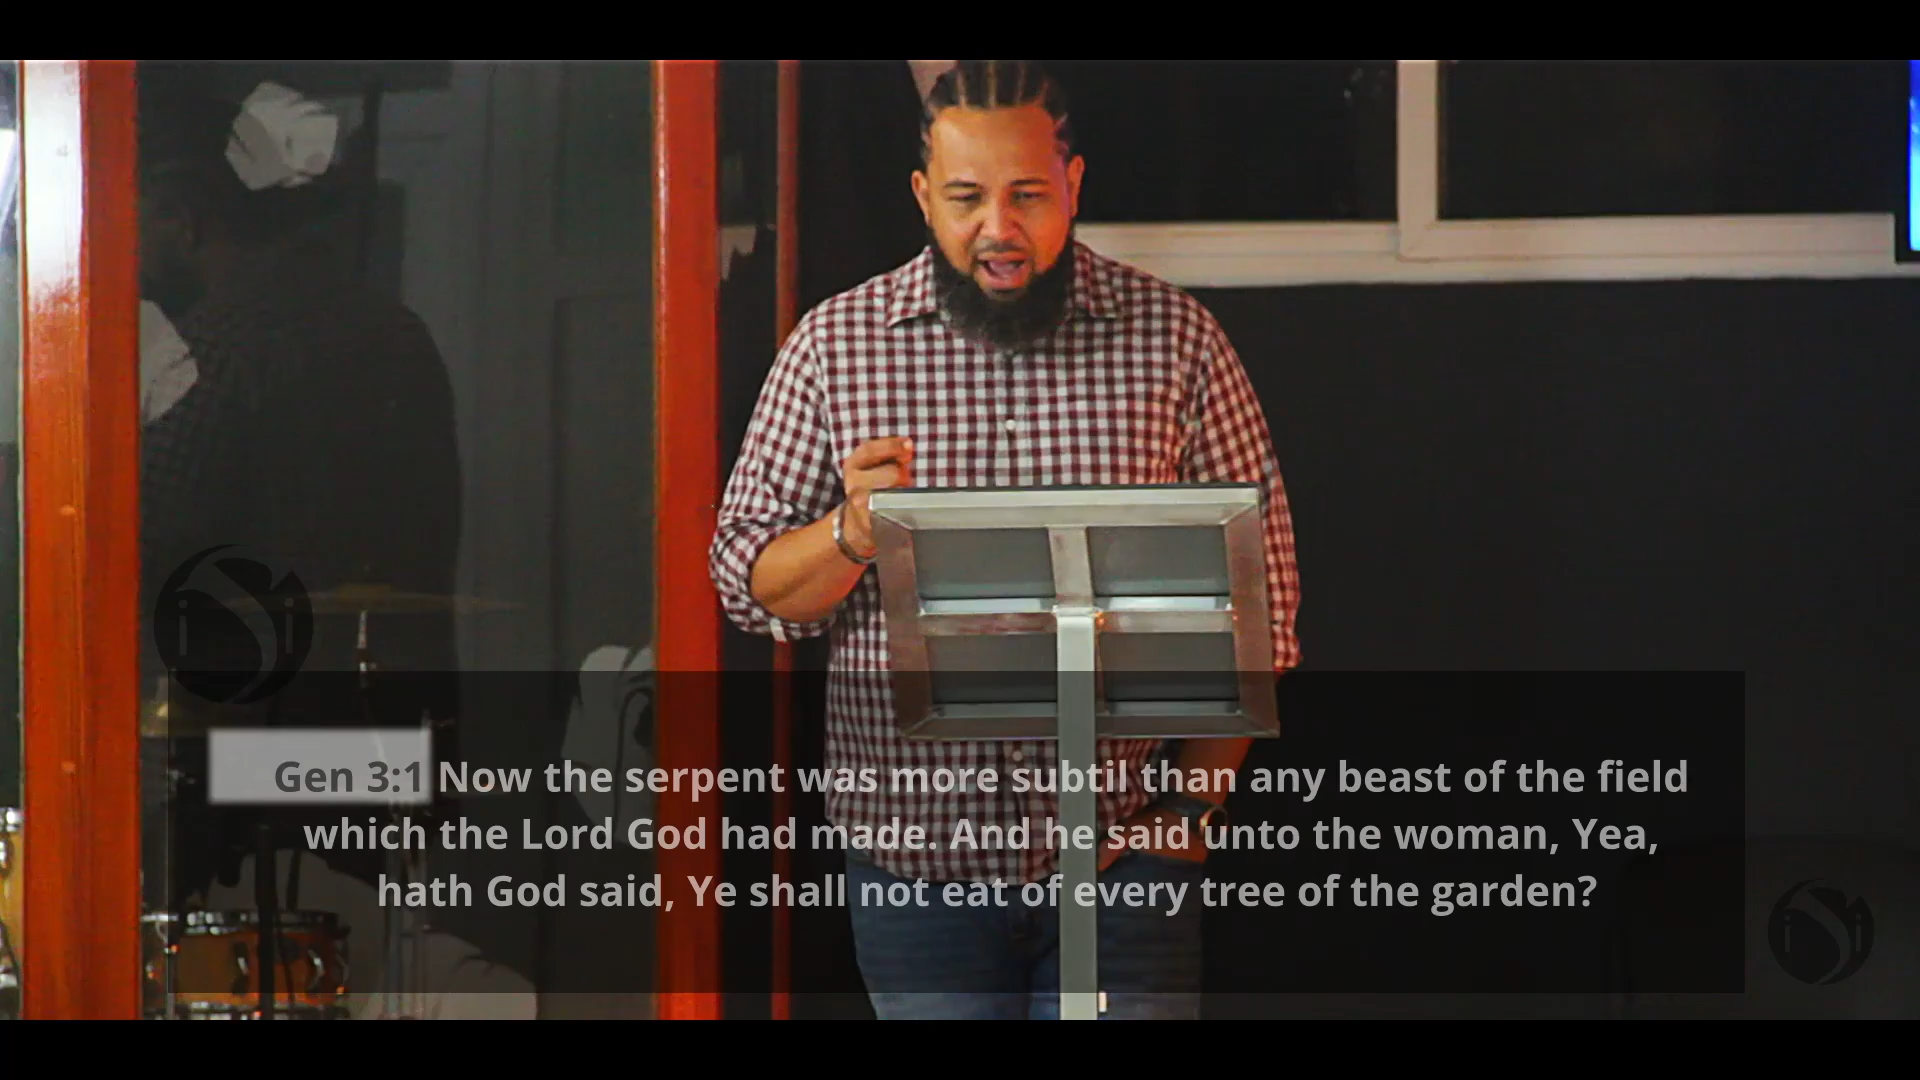 iSi
Gen 3:1 Now the serpent was more subtil than any beast of the field
which the Lord God had made. And he said unto the woman, Yea,
hath God said, Ye shall not eat of every tree of the garden?
iSi